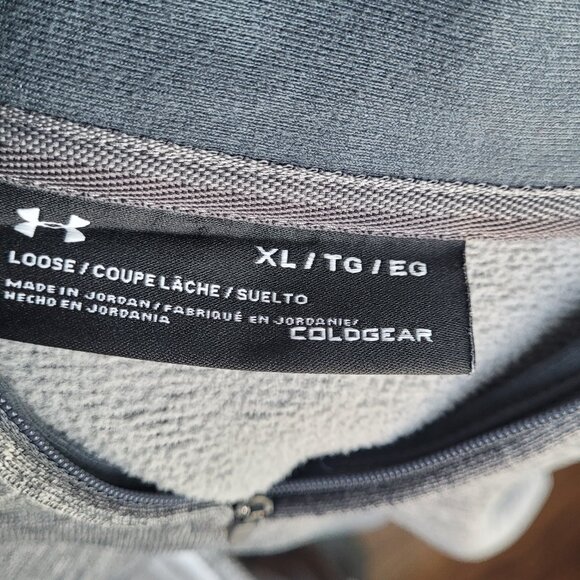 XL / TG / EG
LOOSE / COUPE LÂCHE / SUELTO
MADE IN JORDAN / FABRIQUÉ EN JORDANIE/
HECHO EN JORDANIA
COLDGEAR